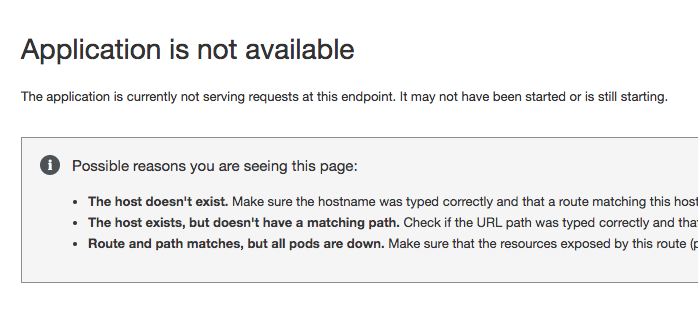 Application is not available
The application is currently not serving requests at this endpoint. It may not have been started or is still starting.
Possible reasons you are seeing this page:
• The host doesn't exist. Make sure the hostname was typed correctly and that a route matching this host
• The host exists, but doesn't have a matching path. Check if the URL path was typed correctly and that
• Route and path matches, but all pods are down. Make sure that the resources exposed by this route (p